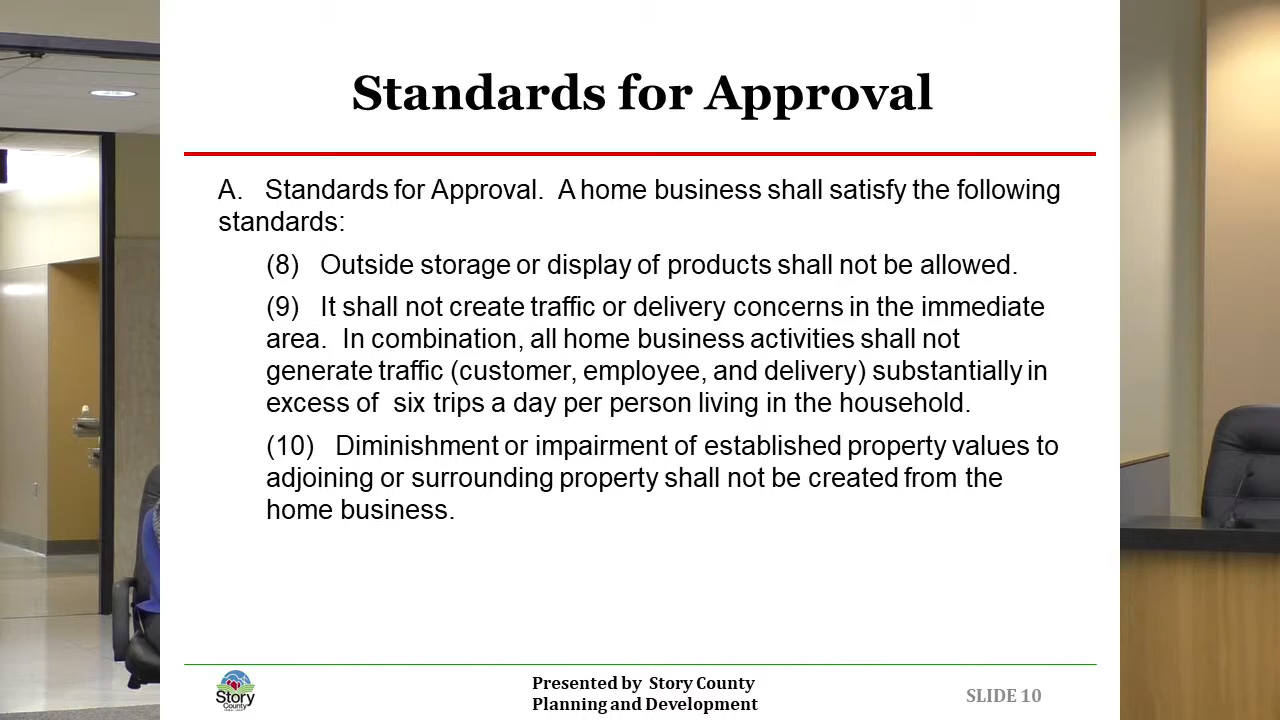 Standards for Approval
A. Standards for Approval. A home business shall satisfy the following
standards:
(8) Outside storage or display of products shall not be allowed.
(9) It shall not create traffic or delivery concerns in the immediate
area. In combination, all home business activities shall not
generate traffic (customer, employee, and delivery) substantially in
excess of six trips a day per person living in the household.
(10) Diminishment or impairment of established property values to
adjoining or surrounding property shall not be created from the
home business.
Story
County
Presented by Story County
Planning and Development
SLIDE 10